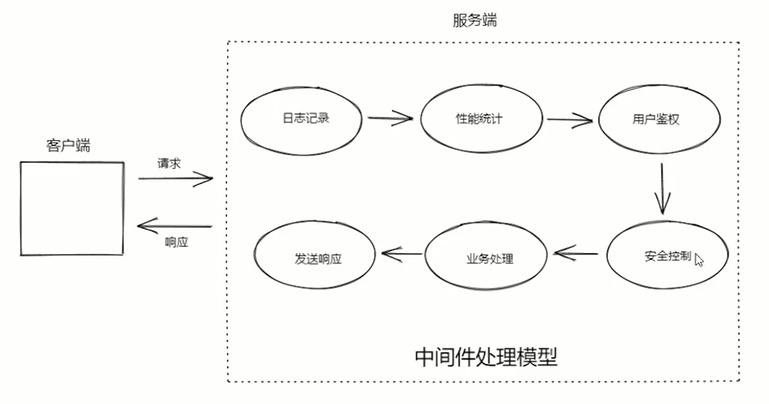 服务端
日志记录
性能统计
用户鉴权
客户端
请求
响应
发送响应
业务处理
安全控制
中间件处理模型